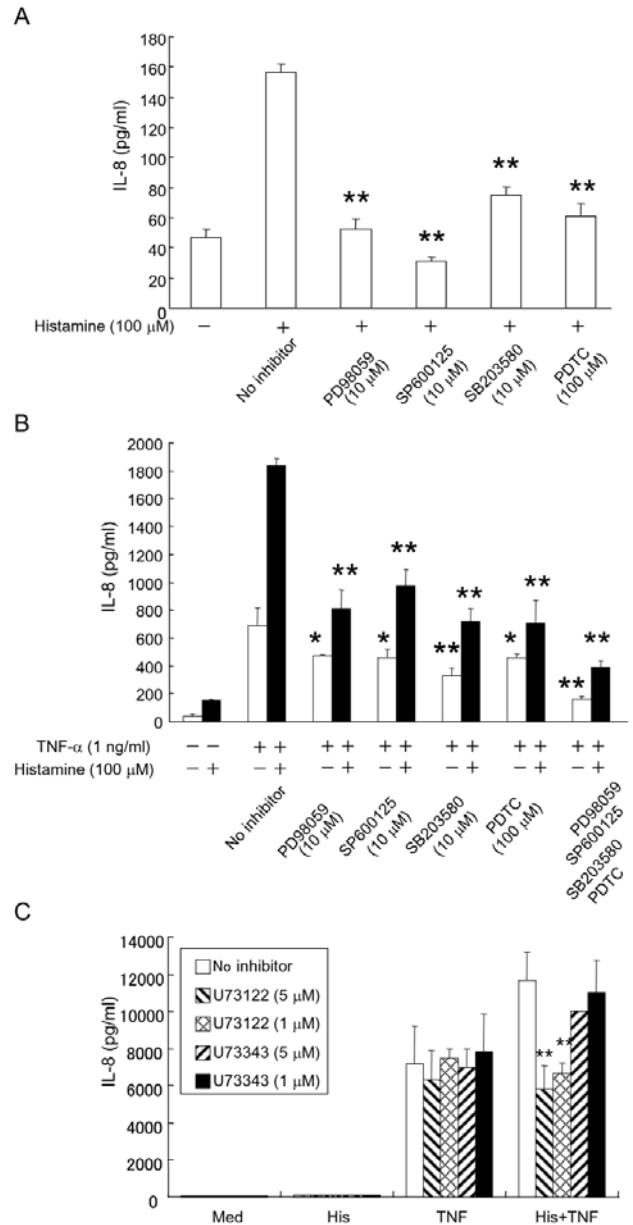 A
IL-8 (pg/ml)
180
160
140
120
100
80
60
40
20
0
** ** ** **
Histamine (100 μM) − + + + + +
No inhibitor
PD98059 (10 μM)
SP600125 (10 μM)
SB203580 (10 μM)
PDTC (100 μM)
B
IL-8 (pg/ml)
2000
1800
1600
1400
1200
1000
800
600
400
200
0
* ** * ** ** ** * ** ** **
TNF-α (1 ng/ml) − − + + + + + + + + + + + +
Histamine (100 μM) − + − + − + − + − + − + − +
No inhibitor
PD98059 (10 μM)
SP600125 (10 μM)
SB203580 (10 μM)
PDTC (100 μM)
PD98059
SP600125
SB203580
PDTC
C
IL-8 (pg/ml)
14000
12000
10000
8000
6000
4000
2000
0
No inhibitor
U73122 (5 μM)
U73122 (1 μM)
U73343 (5 μM)
U73343 (1 μM)
** **
Med His TNF His+TNF